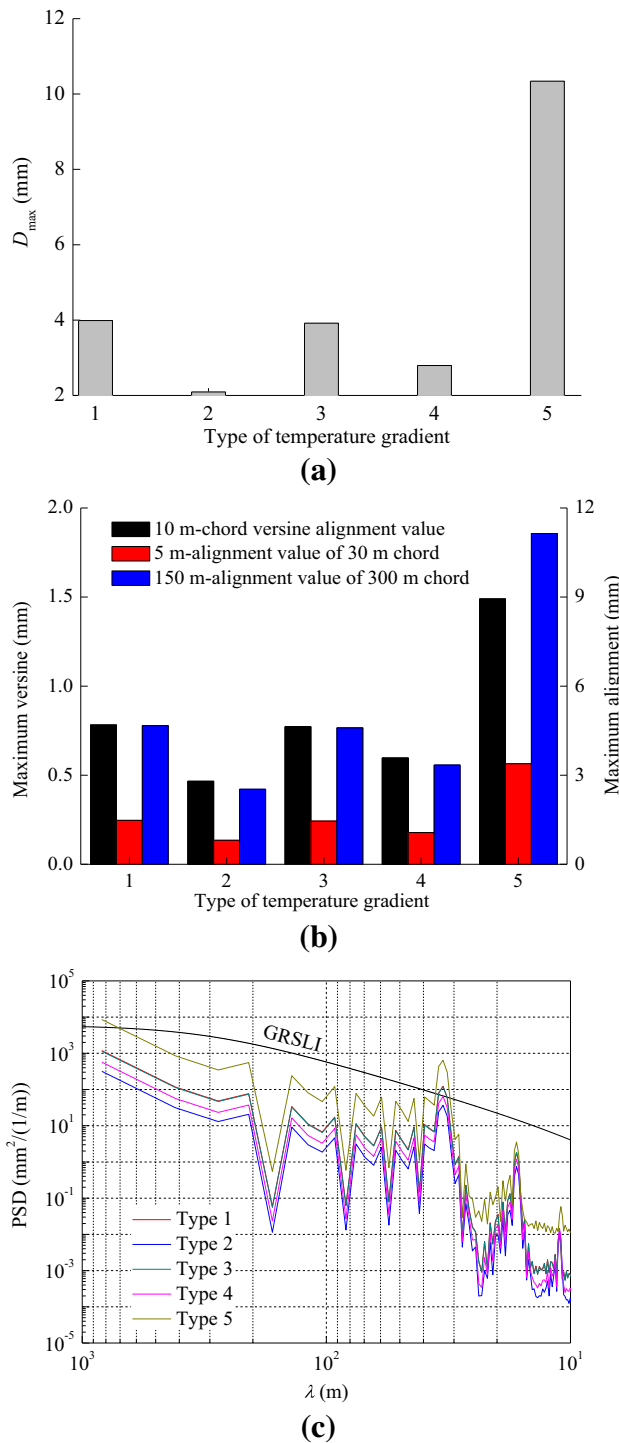 12
10
8
6
4
2
D_max (mm)
1 2 3 4 5
Type of temperature gradient
(a)
2.0
1.5
1.0
0.5
0.0
Maximum versine (mm)
10 m-chord versine alignment value
5 m-alignment value of 30 m chord
150 m-alignment value of 300 m chord
12
9
6
3
0
Maximum alignment (mm)
1 2 3 4 5
Type of temperature gradient
(b)
10^5
10^3
10^1
10^-1
10^-3
10^-5
PSD (mm²/(1/m))
GRSLI
Type 1
Type 2
Type 3
Type 4
Type 5
10^3 10^2 10^1
λ (m)
(c)